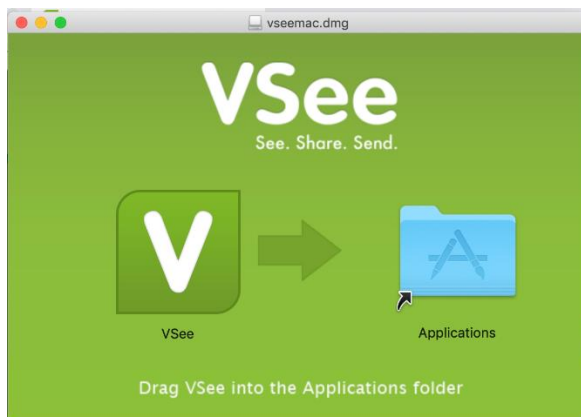 vseemac.dmg
VSee
See. Share. Send.
V
VSee
Applications
Drag VSee into the Applications folder